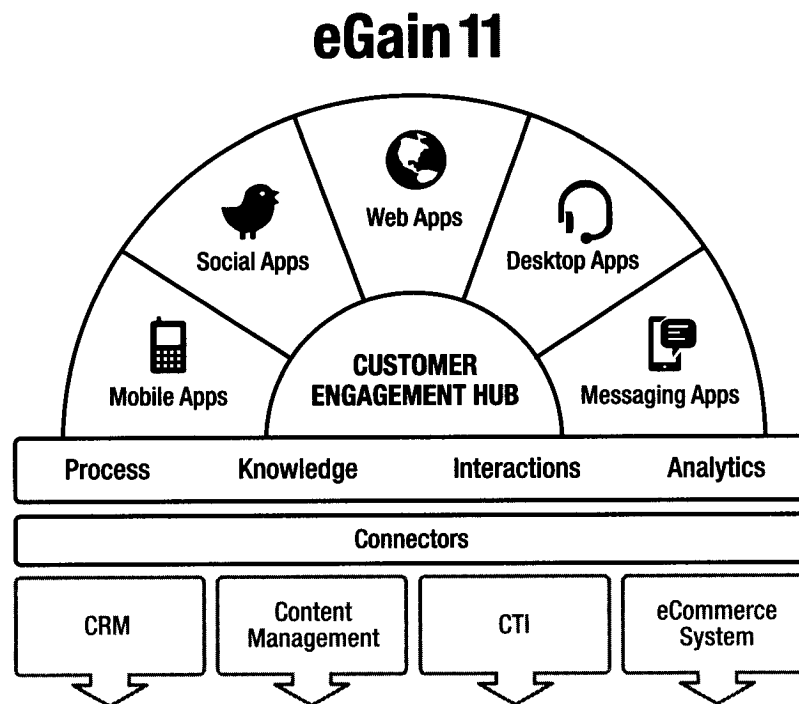 eGain 11
Web Apps
Social Apps
Desktop Apps
Mobile Apps
CUSTOMER
ENGAGEMENT HUB
Messaging Apps
Process Knowledge Interactions Analytics
Connectors
CRM
Content
Management
CTI
eCommerce
System